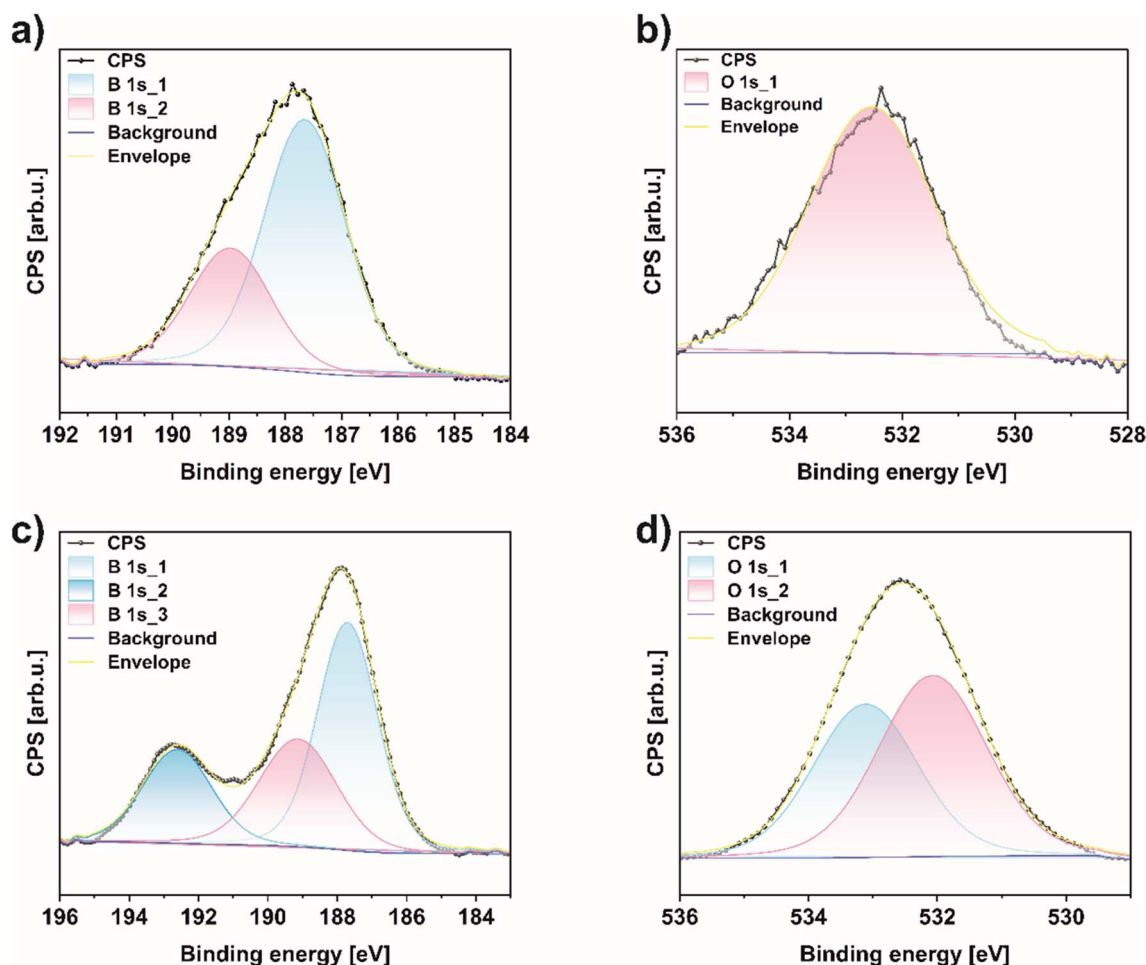 a)
CPS
B 1s_1
B 1s_2
Background
Envelope
CPS [arb.u.]
192 191 190 189 188 187 186 185 184
Binding energy [eV]
b)
CPS
O 1s_1
Background
Envelope
CPS [arb.u.]
536 534 532 530 528
Binding energy [eV]
c)
CPS
B 1s_1
B 1s_2
B 1s_3
Background
Envelope
CPS [arb.u.]
196 194 192 190 188 186 184
Binding energy [eV]
d)
CPS
O 1s_1
O 1s_2
Background
Envelope
CPS [arb.u.]
536 534 532 530
Binding energy [eV]